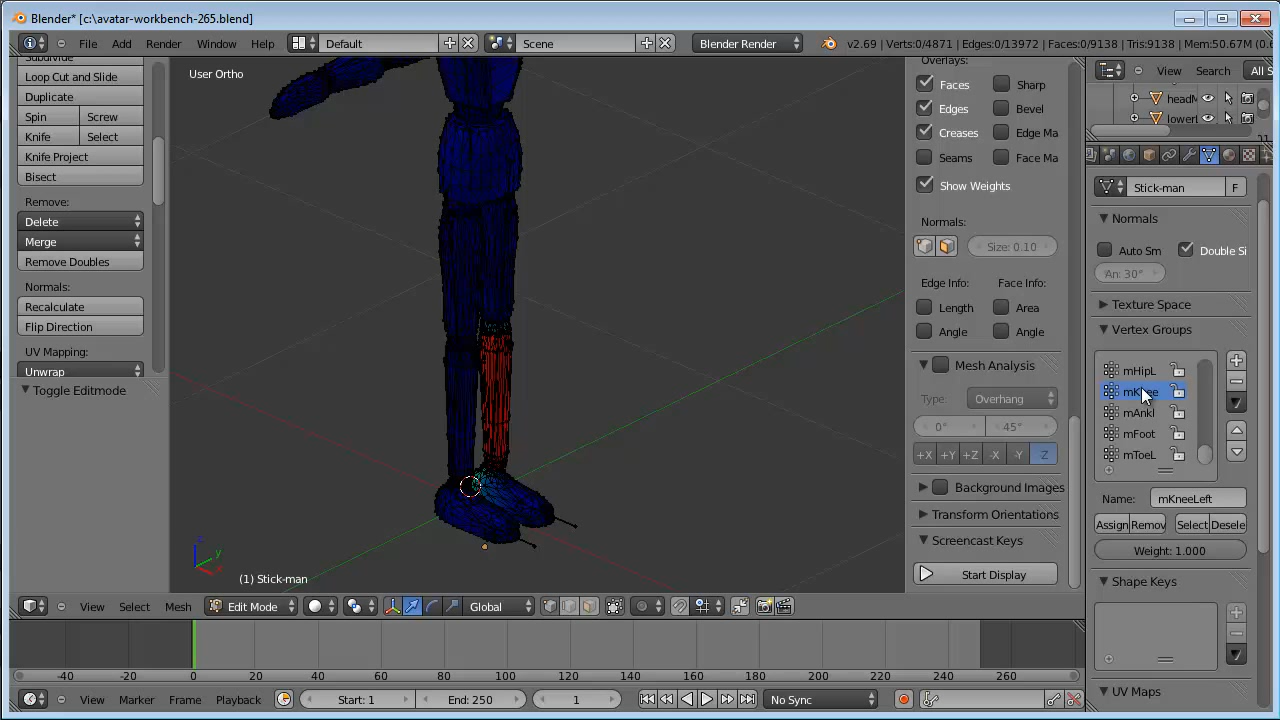 Blender* [c:\avatar-workbench-265.blend]
File Add Render Window Help Default Scene Blender Render v2.69 | Verts:0/4871 | Edges:0/13972 | Faces:0/9138 | Tris:9138 | Mem:50.67M (0.
Subdivide
Loop Cut and Slide
Duplicate
Spin Screw
Knife Select
Knife Project
Bisect
Remove:
Delete
Merge
Remove Doubles
Normals:
Recalculate
Flip Direction
UV Mapping:
Unwrap
Toggle Editmode
User Ortho
z
y
x
(1) Stick-man
Overlays:
Faces Sharp
Edges Bevel
Creases Edge Ma
Seams Face Ma
Show Weights
Normals:
Size: 0.10
Edge Info: Face Info:
Length Area
Angle Angle
Mesh Analysis
Type: Overhang
0° 45°
+X +Y +Z -X -Y -Z
Background Images
Transform Orientations
Screencast Keys
Start Display
View Search All S
headM
lowert
Stick-man F
Normals
Auto Sm Double Si
An: 30°
Texture Space
Vertex Groups
mHipL
mKnee
mAnkl
mFoot
mToeL
Name: mKneeLeft
Assign Remov Select Desele
Weight: 1.000
Shape Keys
UV Maps
View Select Mesh Edit Mode Global
-40 -20 0 20 40 60 80 100 120 140 160 180 200 220 240 260
View Marker Frame Playback Start: 1 End: 250 1 No Sync